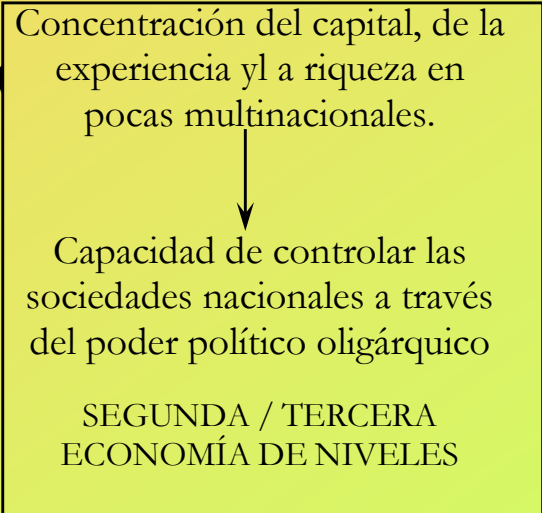 Concentración del capital, de la
experiencia yl a riqueza en
pocas multinacionales.
Capacidad de controlar las
sociedades nacionales a través
del poder político oligárquico
SEGUNDA / TERCERA
ECONOMÍA DE NIVELES